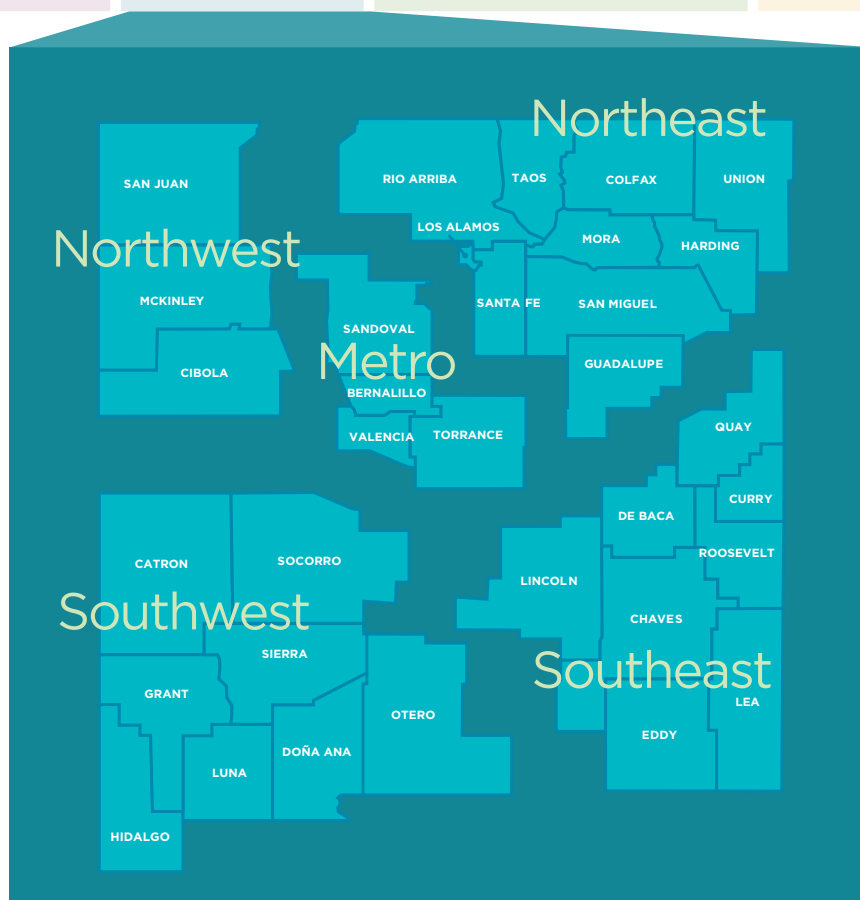 Northeast
RIO ARRIBA
TAOS
COLFAX
UNION
SAN JUAN
LOS ALAMOS
MORA
HARDING
Northwest
MCKINLEY
SANTA FE
SAN MIGUEL
SANDOVAL
Metro
GUADALUPE
CIBOLA
BERNALILLO
VALENCIA
TORRANCE
QUAY
CURRY
DE BACA
ROOSEVELT
CATRON
SOCORRO
LINCOLN
Southwest
CHAVES
SIERRA
Southeast
GRANT
LEA
OTERO
EDDY
DOÑA ANA
LUNA
HIDALGO